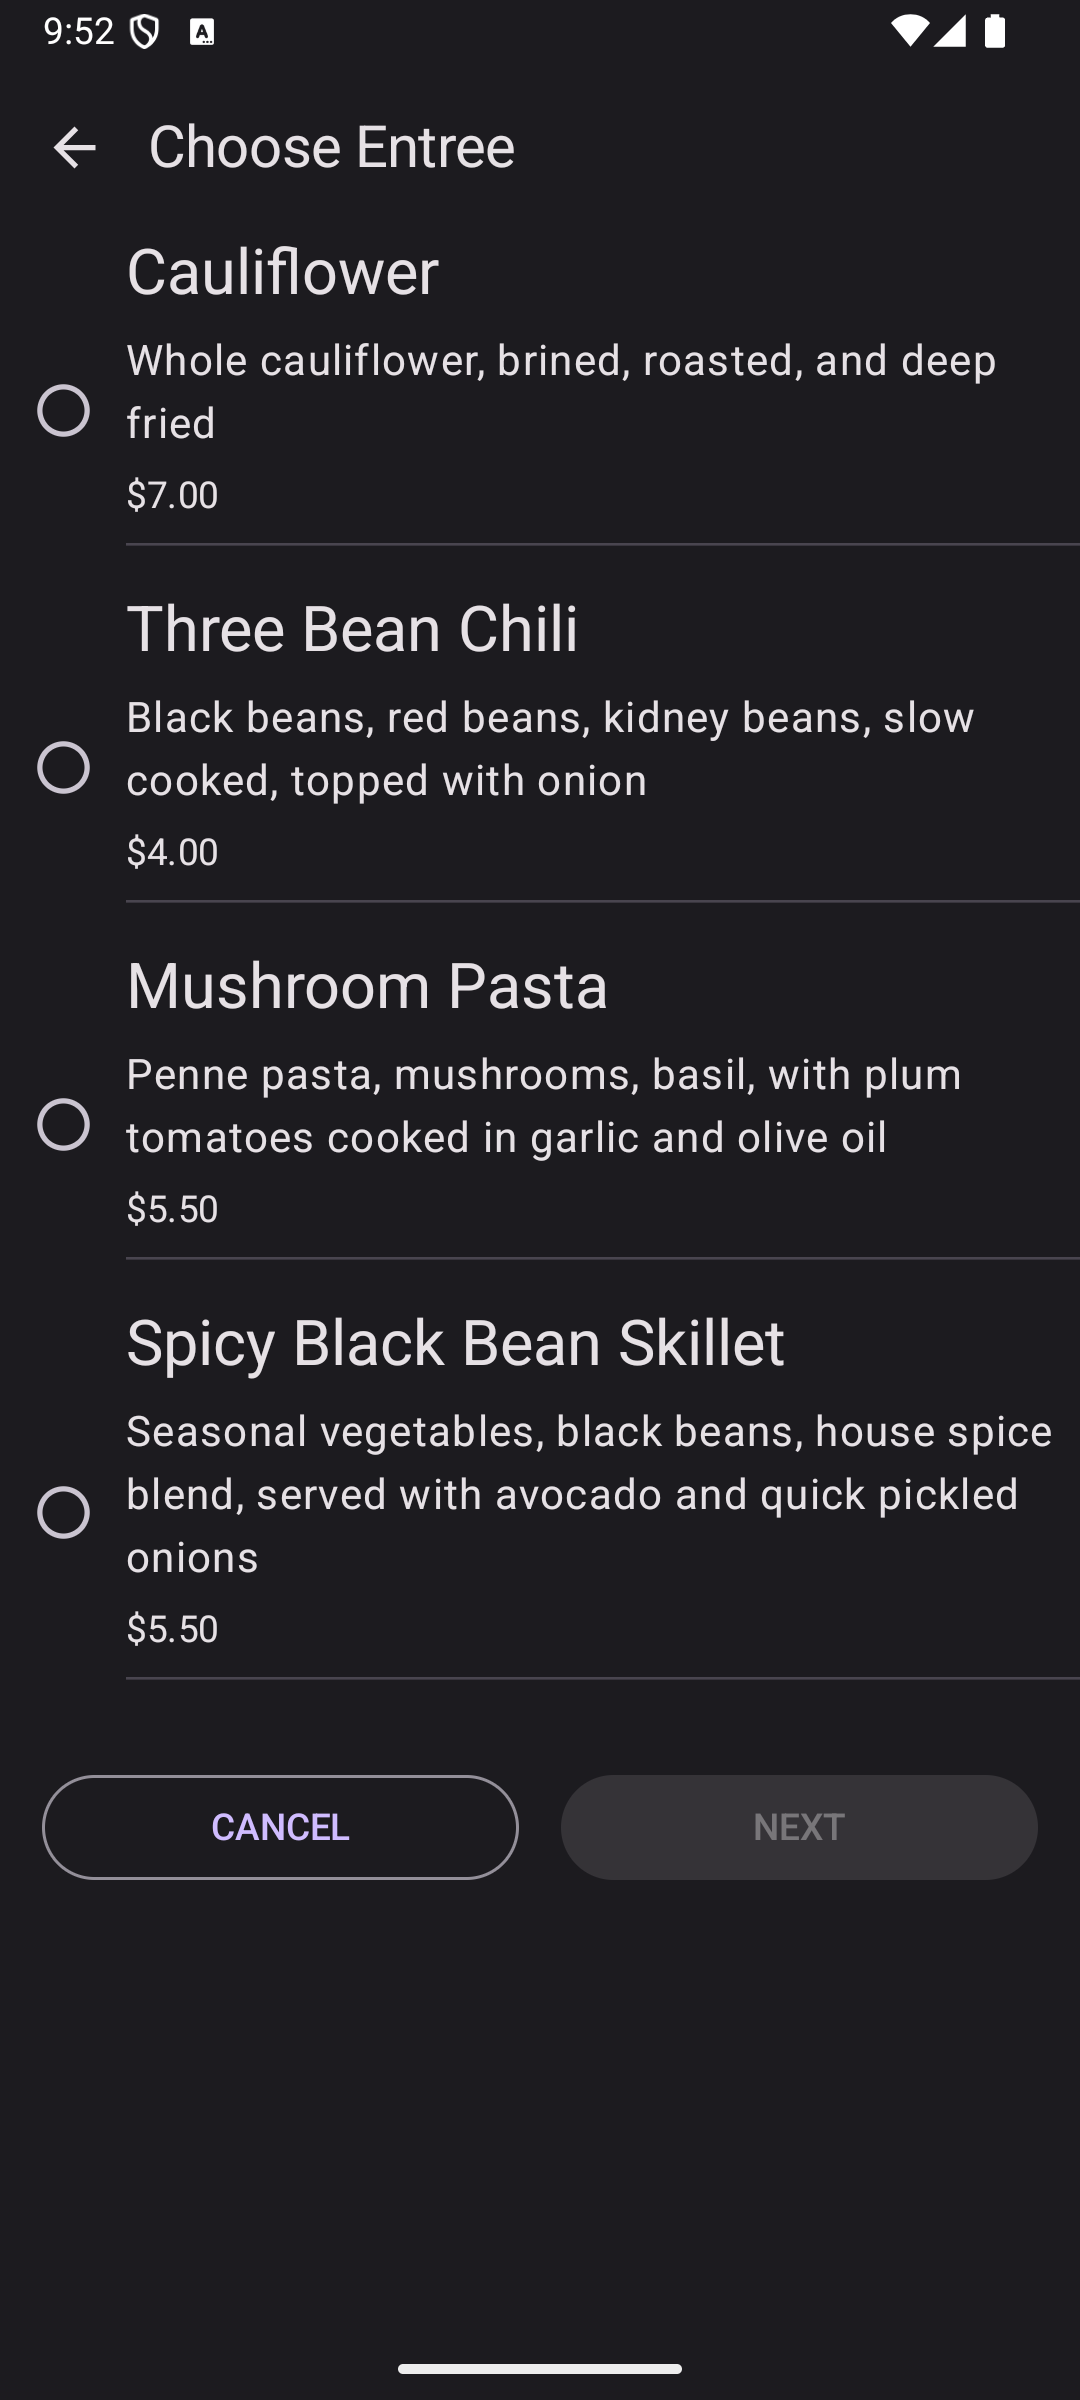 9:52
Choose Entree
Cauliflower
Whole cauliflower, brined, roasted, and deep
fried
$7.00
Three Bean Chili
Black beans, red beans, kidney beans, slow
cooked, topped with onion
$4.00
Mushroom Pasta
Penne pasta, mushrooms, basil, with plum
tomatoes cooked in garlic and olive oil
$5.50
Spicy Black Bean Skillet
Seasonal vegetables, black beans, house spice
blend, served with avocado and quick pickled
onions
$5.50
CANCEL NEXT